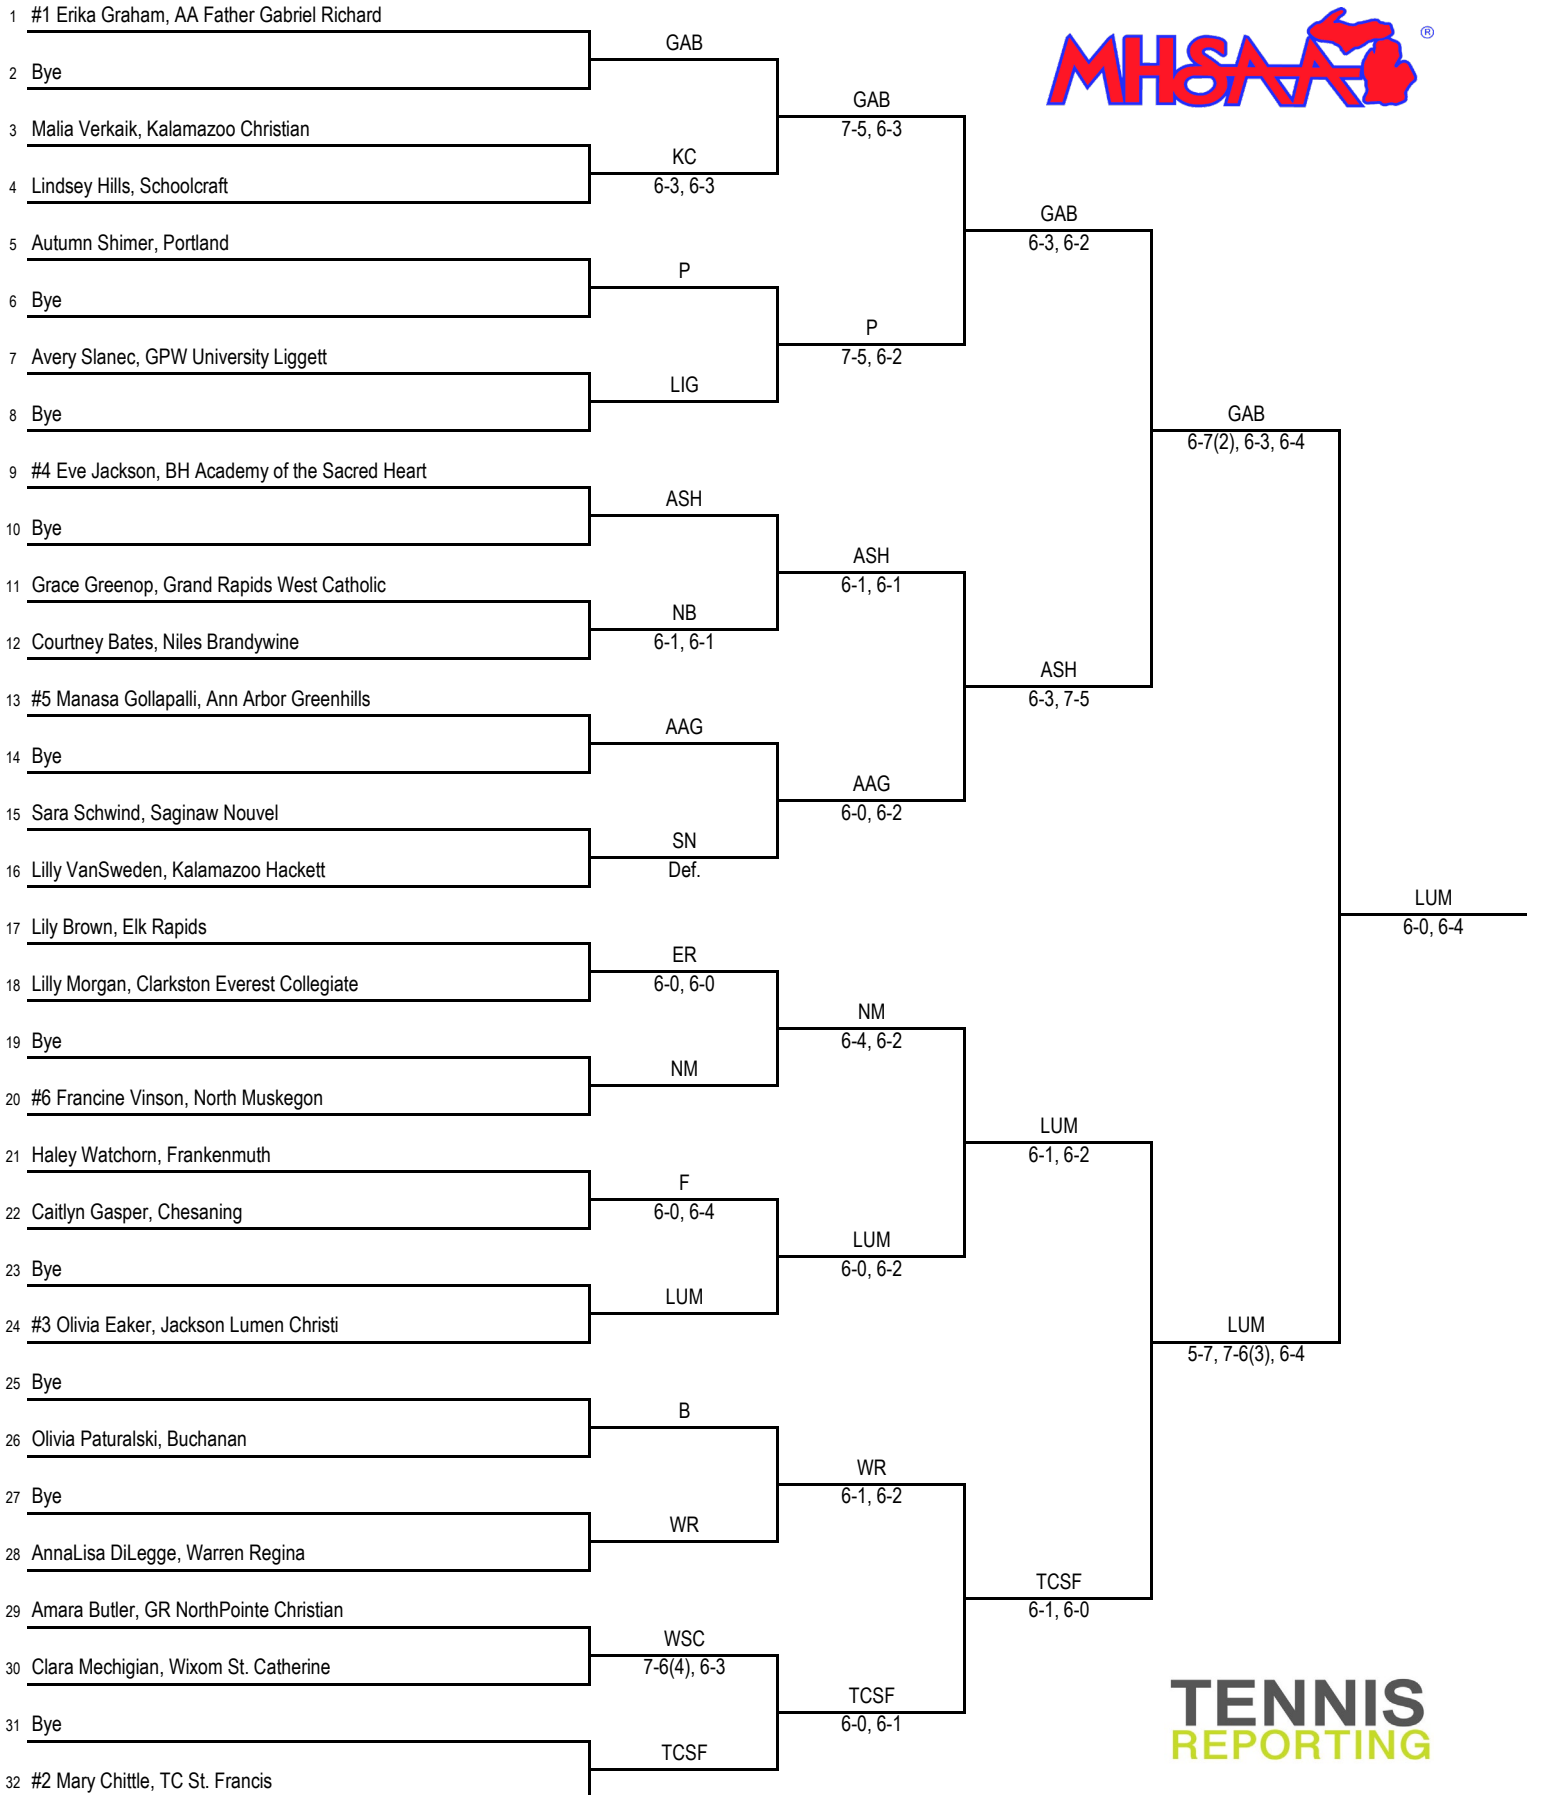 1 #1 Erika Graham, AA Father Gabriel Richard
GAB
2 Bye
GAB
7-5, 6-3
3 Malia Verkaik, Kalamazoo Christian
KC
6-3, 6-3
4 Lindsey Hills, Schoolcraft
GAB
6-3, 6-2
5 Autumn Shimer, Portland
P
6 Bye
P
7-5, 6-2
7 Avery Slanec, GPW University Liggett
LIG
8 Bye
GAB
6-7(2), 6-3, 6-4
9 #4 Eve Jackson, BH Academy of the Sacred Heart
ASH
10 Bye
ASH
6-1, 6-1
11 Grace Greenop, Grand Rapids West Catholic
NB
6-1, 6-1
12 Courtney Bates, Niles Brandywine
ASH
6-3, 7-5
13 #5 Manasa Gollapalli, Ann Arbor Greenhills
AAG
14 Bye
AAG
6-0, 6-2
15 Sara Schwind, Saginaw Nouvel
SN
Def.
16 Lilly VanSweden, Kalamazoo Hackett
LUM
6-0, 6-4
17 Lily Brown, Elk Rapids
ER
6-0, 6-0
18 Lilly Morgan, Clarkston Everest Collegiate
NM
6-4, 6-2
19 Bye
NM
20 #6 Francine Vinson, North Muskegon
LUM
6-1, 6-2
21 Haley Watchorn, Frankenmuth
F
6-0, 6-4
22 Caitlyn Gasper, Chesaning
LUM
6-0, 6-2
23 Bye
LUM
24 #3 Olivia Eaker, Jackson Lumen Christi
LUM
5-7, 7-6(3), 6-4
25 Bye
B
26 Olivia Paturalski, Buchanan
WR
6-1, 6-2
27 Bye
WR
28 AnnaLisa DiLegge, Warren Regina
TCSF
6-1, 6-0
29 Amara Butler, GR NorthPointe Christian
WSC
7-6(4), 6-3
30 Clara Mechigian, Wixom St. Catherine
TCSF
6-0, 6-1
31 Bye
TCSF
32 #2 Mary Chittle, TC St. Francis
MHSAA ®
TENNIS
REPORTING